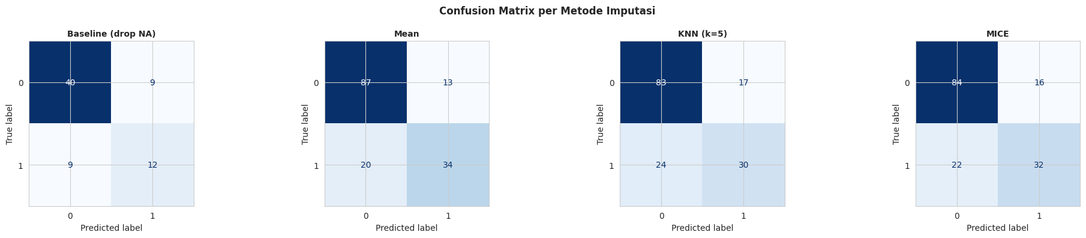 Confusion Matrix per Metode Imputasi
Baseline (drop NA)
True label
0
1
40
9
9
12
0
1
Predicted label
Mean
True label
0
1
87
13
20
34
0
1
Predicted label
KNN (k=5)
True label
0
1
83
17
24
30
0
1
Predicted label
MICE
True label
0
1
84
16
22
32
0
1
Predicted label